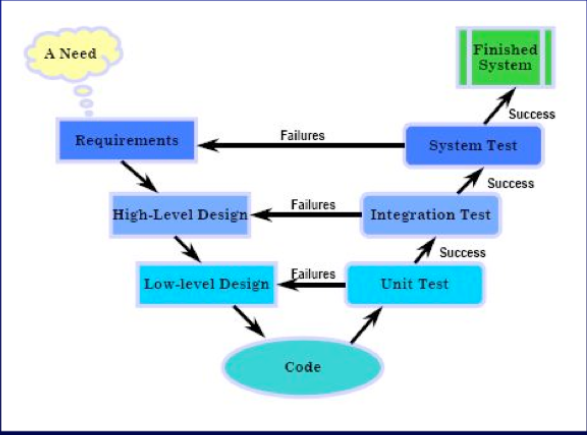 A Need
Finished
System
Success
Requirements
Failures
System Test
Success
High-Level Design
Failures
Integration Test
Success
Low-level Design
Failures
Unit Test
Code